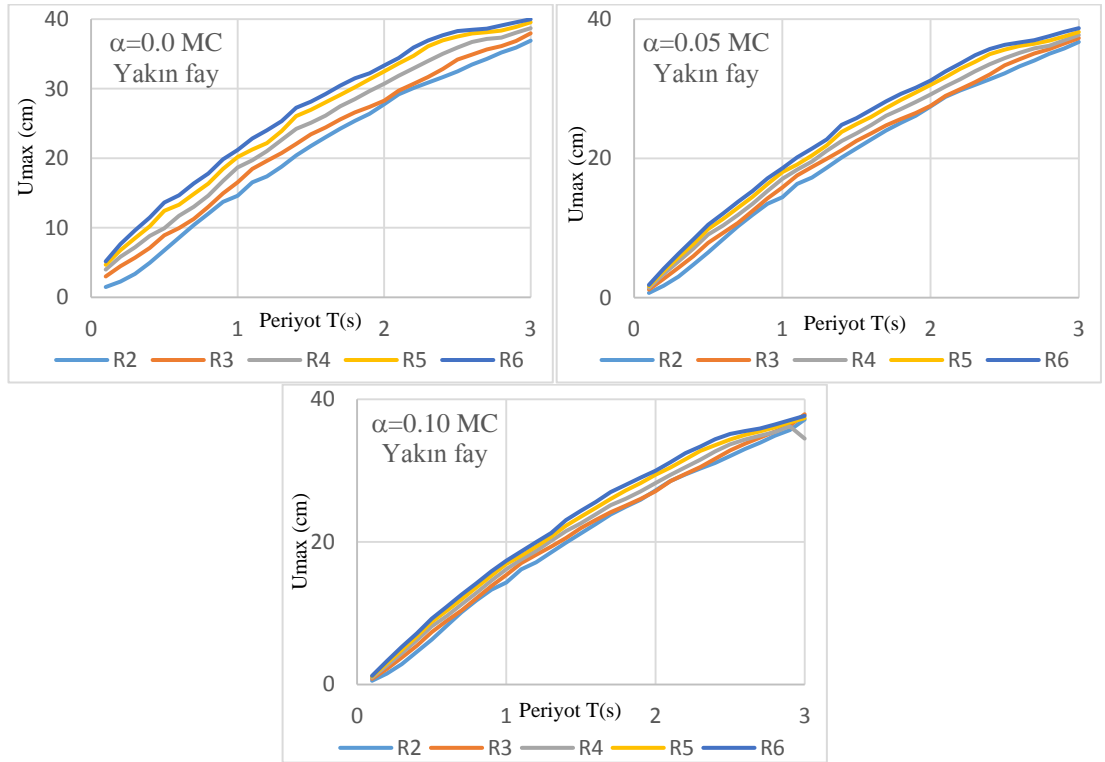 α=0.0 MC
Yakın fay
Umax (cm)
40
30
20
10
0
0 1 2 3
Periyot T(s)
R2 R3 R4 R5 R6
α=0.05 MC
Yakın fay
Umax (cm)
40
20
0
0 1 2 3
Periyot T(s)
R2 R3 R4 R5 R6
α=0.10 MC
Yakın fay
Umax (cm)
40
20
0
0 1 2 3
Periyot T(s)
R2 R3 R4 R5 R6